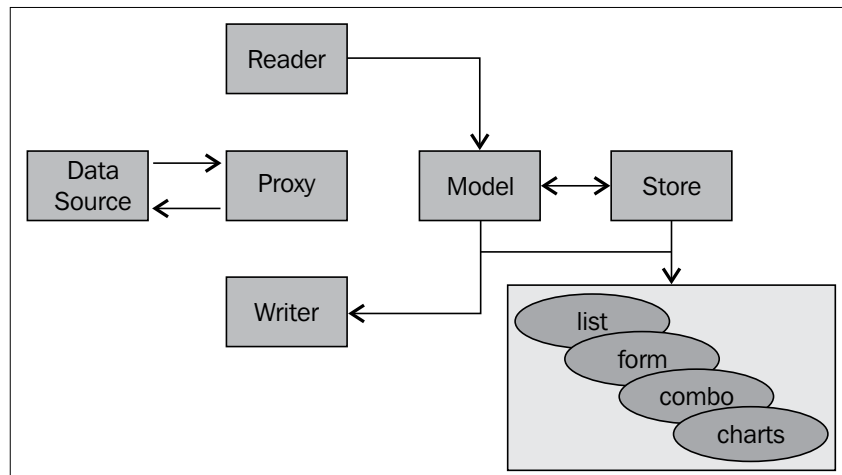 Reader
Data
Source
Proxy
Model
Store
Writer
list
form
combo
charts